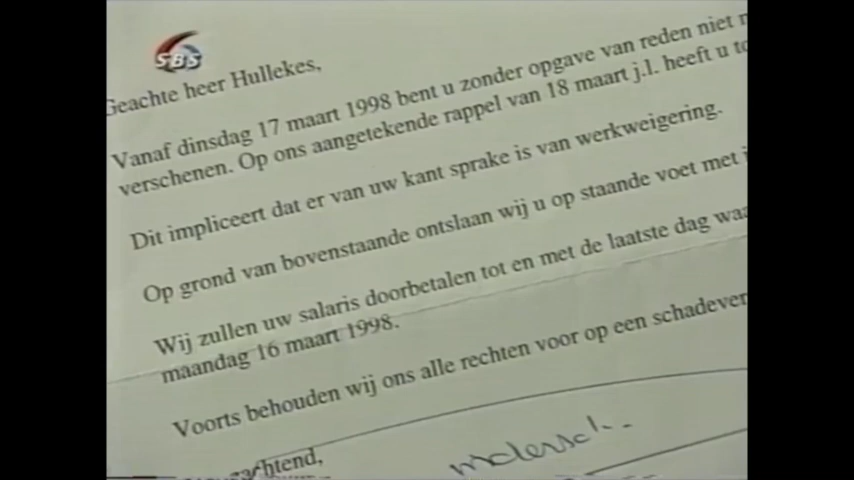 SBS
Geachte heer Hullekes,
Vanaf dinsdag 17 maart 1998 bent u zonder opgave van reden niet
verschenen. Op ons aangetekende rappel van 18 maart j.l. heeft u
Dit impliceert dat er van uw kant sprake is van werkweigering.
Op grond van bovenstaande ontslaan wij u op staande voet met
Wij zullen uw salaris doorbetalen tot en met de laatste dag
maandag 16 maart 1998.
Voorts behouden wij ons alle rechten voor op een